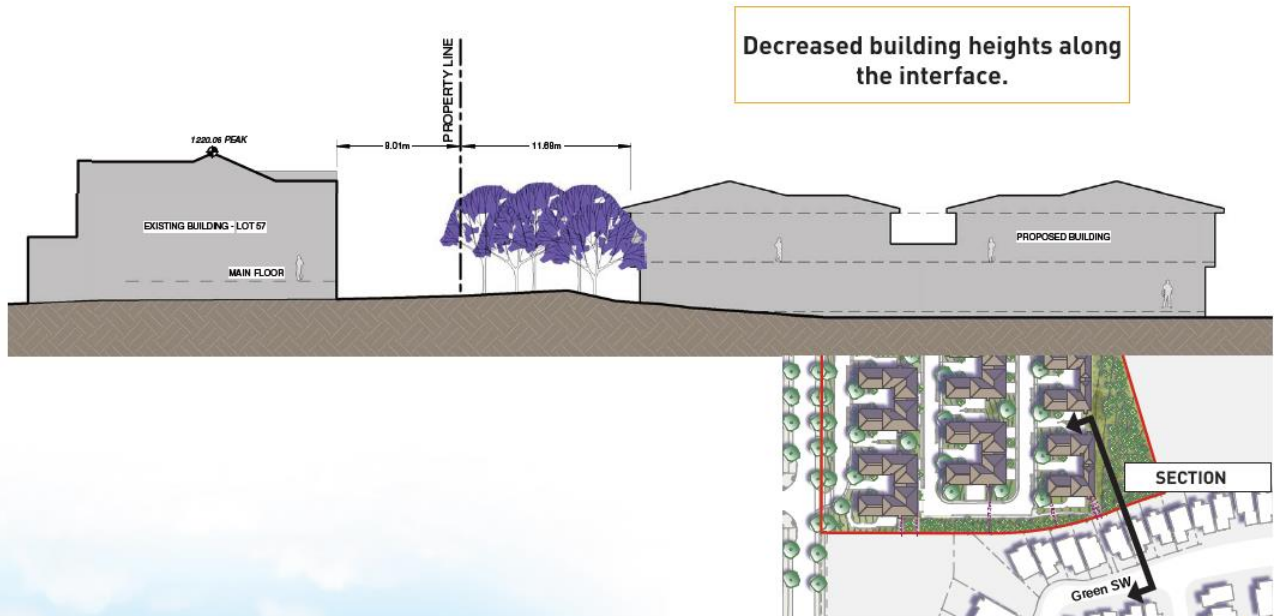 Decreased building heights along
the interface.
PROPERTY LINE
1220.06 PEAK
9.01m
11.69m
EXISTING BUILDING - LOT 57
MAIN FLOOR
PROPOSED BUILDING
SECTION
Green SW